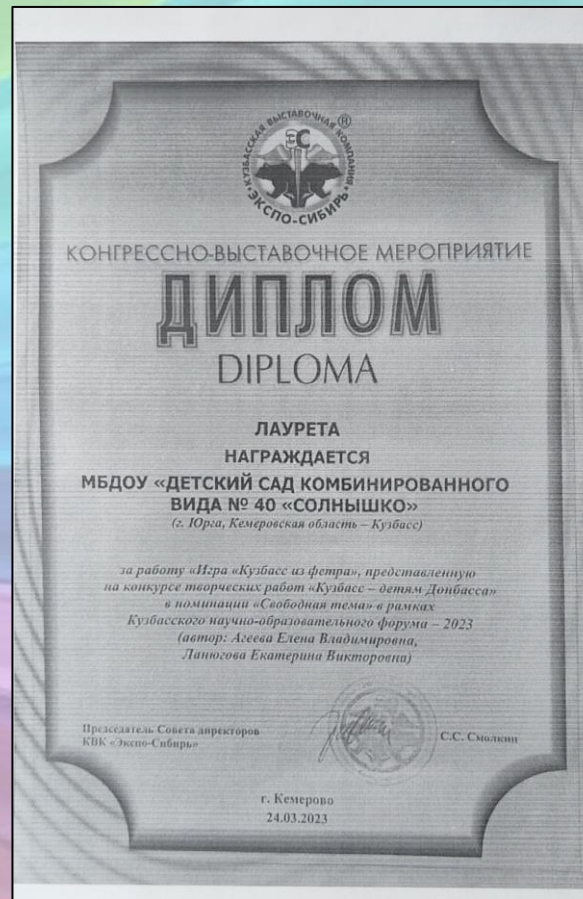 КУЗБАССКАЯ ВЫСТАВОЧНАЯ КОМПАНИЯ ®
ЭС
ЭКСПО-СИБИРЬ
КОНГРЕССНО-ВЫСТАВОЧНОЕ МЕРОПРИЯТИЕ
ДИПЛОМ
DIPLOMA
ЛАУРЕТА
НАГРАЖДАЕТСЯ
МБДОУ «ДЕТСКИЙ САД КОМБИНИРОВАННОГО
ВИДА № 40 «СОЛНЫШКО»
(г. Юрга, Кемеровская область – Кузбасс)
за работу «Игра «Кузбасс из фетра», представленную
на конкурсе творческих работ «Кузбасс – детям Донбасса»
в номинации «Свободная тема» в рамках
Кузбасского научно-образовательного форума – 2023
(автор: Агеева Елена Владимировна,
Ланюгова Екатерина Викторовна)
Председатель Совета директоров
КВК «Экспо-Сибирь»
С.С. Смолкин
г. Кемерово
24.03.2023